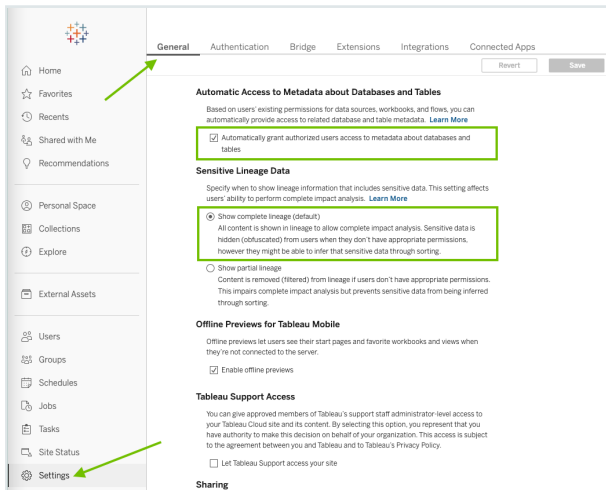 General Authentication Bridge Extensions Integrations Connected Apps
Revert Save
Home
Favorites
Recents
Shared with Me
Recommendations
Personal Space
Collections
Explore
External Assets
Users
Groups
Schedules
Jobs
Tasks
Site Status
Settings
Automatic Access to Metadata about Databases and Tables
Based on users' existing permissions for data sources, workbooks, and flows, you can
automatically provide access to related database and table metadata. Learn More
Automatically grant authorized users access to metadata about databases and
tables
Sensitive Lineage Data
Specify when to show lineage information that includes sensitive data. This setting affects
users' ability to perform complete impact analysis. Learn More
Show complete lineage (default)
All content is shown in lineage to allow complete impact analysis. Sensitive data is
hidden (obfuscated) from users when they don't have appropriate permissions,
however they might be able to infer that sensitive data through sorting.
Show partial lineage
Content is removed (filtered) from lineage if users don't have appropriate permissions.
This impairs complete impact analysis but prevents sensitive data from being inferred
through sorting.
Offline Previews for Tableau Mobile
Offline previews let users see their start pages and favorite workbooks and views when
they're not connected to the server.
Enable offline previews
Tableau Support Access
You can give approved members of Tableau's support staff administrator-level access to
your Tableau Cloud site and its content. By selecting this option, you represent that you
have authority to make this decision on behalf of your organization. This access is subject
to the agreement between you and Tableau and to Tableau's Privacy Policy.
Let Tableau Support access your site
Sharing